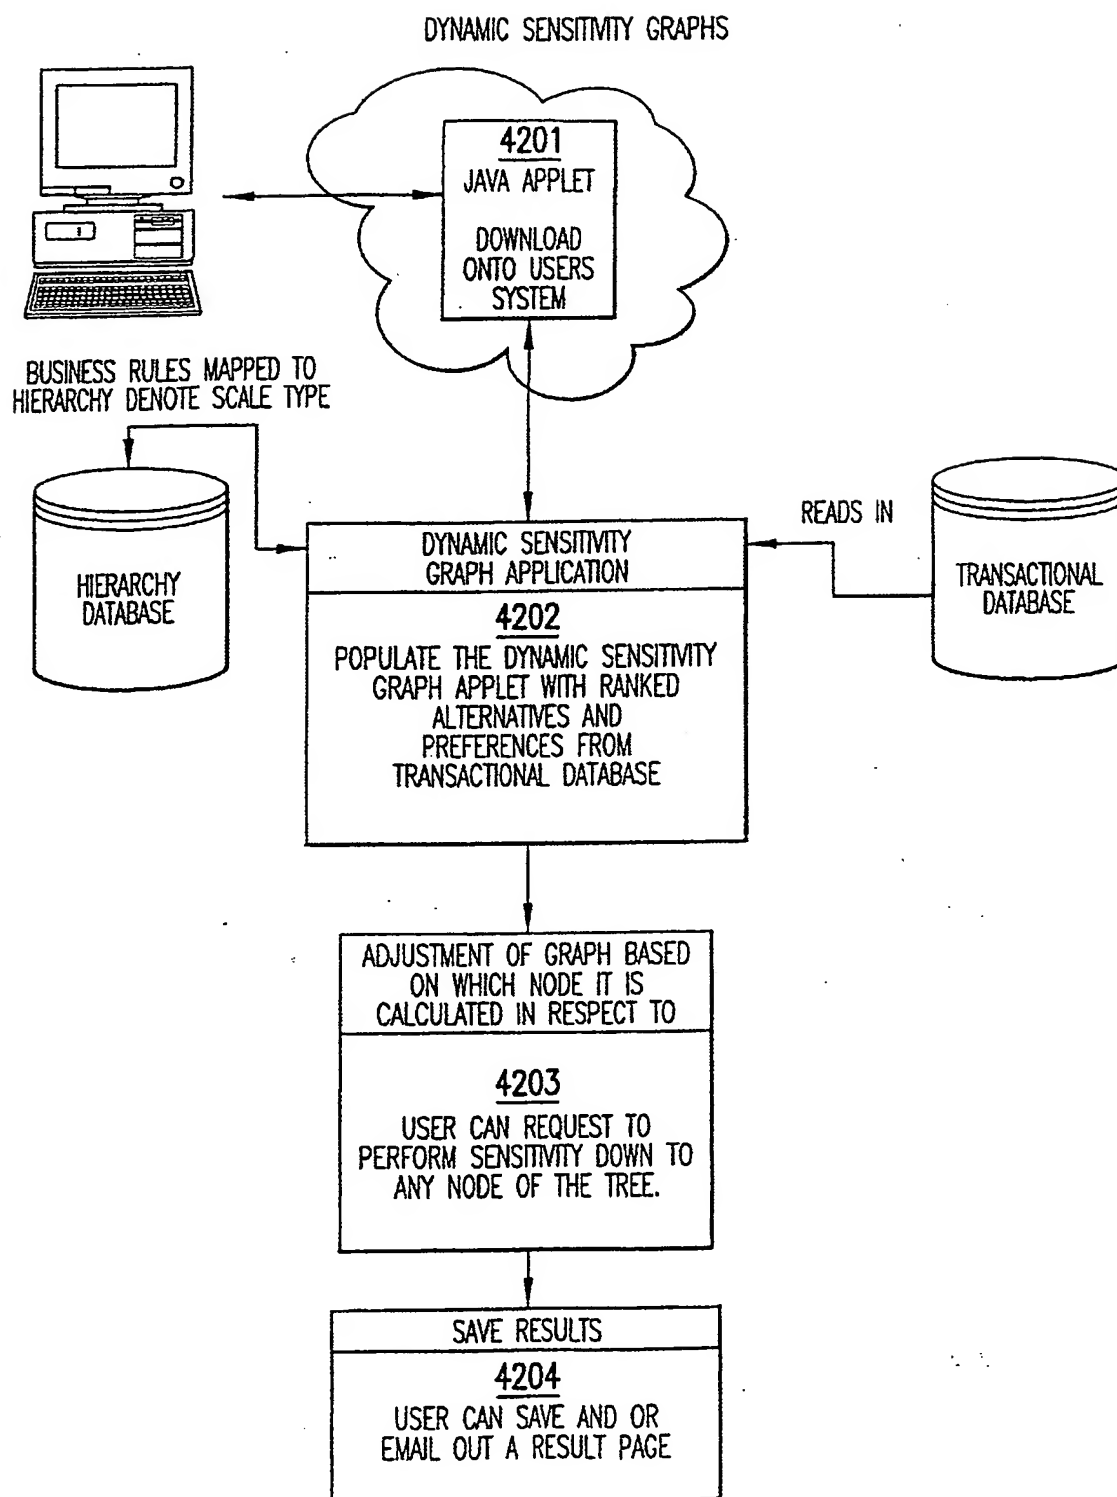 DYNAMIC SENSITIVITY GRAPHS
4201
JAVA APPLET
DOWNLOAD
ONTO USERS
SYSTEM
BUSINESS RULES MAPPED TO
HIERARCHY DENOTE SCALE TYPE
HIERARCHY
DATABASE
READS IN
TRANSACTIONAL
DATABASE
DYNAMIC SENSITIVITY
GRAPH APPLICATION
4202
POPULATE THE DYNAMIC SENSITIVITY
GRAPH APPLET WITH RANKED
ALTERNATIVES AND
PREFERENCES FROM
TRANSACTIONAL DATABASE
ADJUSTMENT OF GRAPH BASED
ON WHICH NODE IT IS
CALCULATED IN RESPECT TO
4203
USER CAN REQUEST TO
PERFORM SENSITIVITY DOWN TO
ANY NODE OF THE TREE.
SAVE RESULTS
4204
USER CAN SAVE AND OR
EMAIL OUT A RESULT PAGE